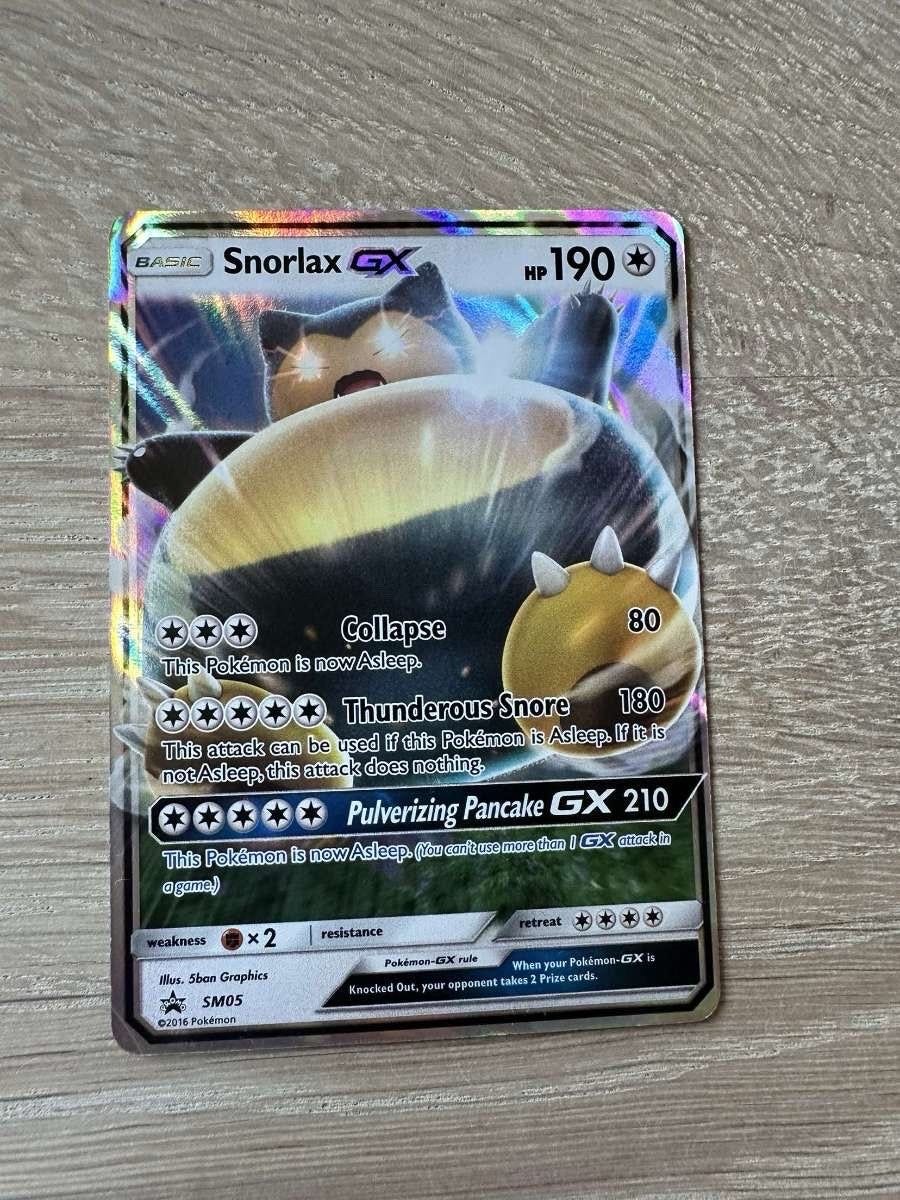 BASIC Snorlax GX HP 190
Collapse 80
This Pokémon is now Asleep.
Thunderous Snore 180
This attack can be used if this Pokémon is Asleep. If it is
not Asleep, this attack does nothing.
Pulverizing Pancake GX 210
This Pokémon is now Asleep. (You can't use more than 1 GX attack in
a game.)
weakness ×2 resistance retreat
Illus. 5ban Graphics
Pokémon-GX rule When your Pokémon-GX is
Knocked Out, your opponent takes 2 Prize cards.
PROMO SM05
©2016 Pokémon